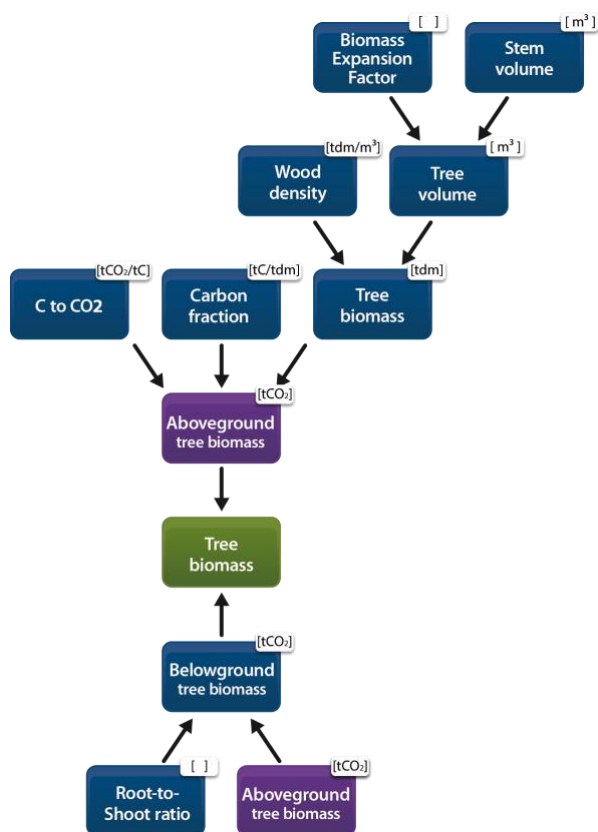 [ ]
Biomass
Expansion
Factor
[ m³ ]
Stem
volume
[tdm/m³]
Wood
density
[ m³ ]
Tree
volume
[tCO₂/tC]
C to CO2
[tC/tdm]
Carbon
fraction
[tdm]
Tree
biomass
[tCO₂]
Aboveground
tree biomass
Tree
biomass
[tCO₂]
Belowground
tree biomass
[ ]
Root-to-
Shoot ratio
[tCO₂]
Aboveground
tree biomass